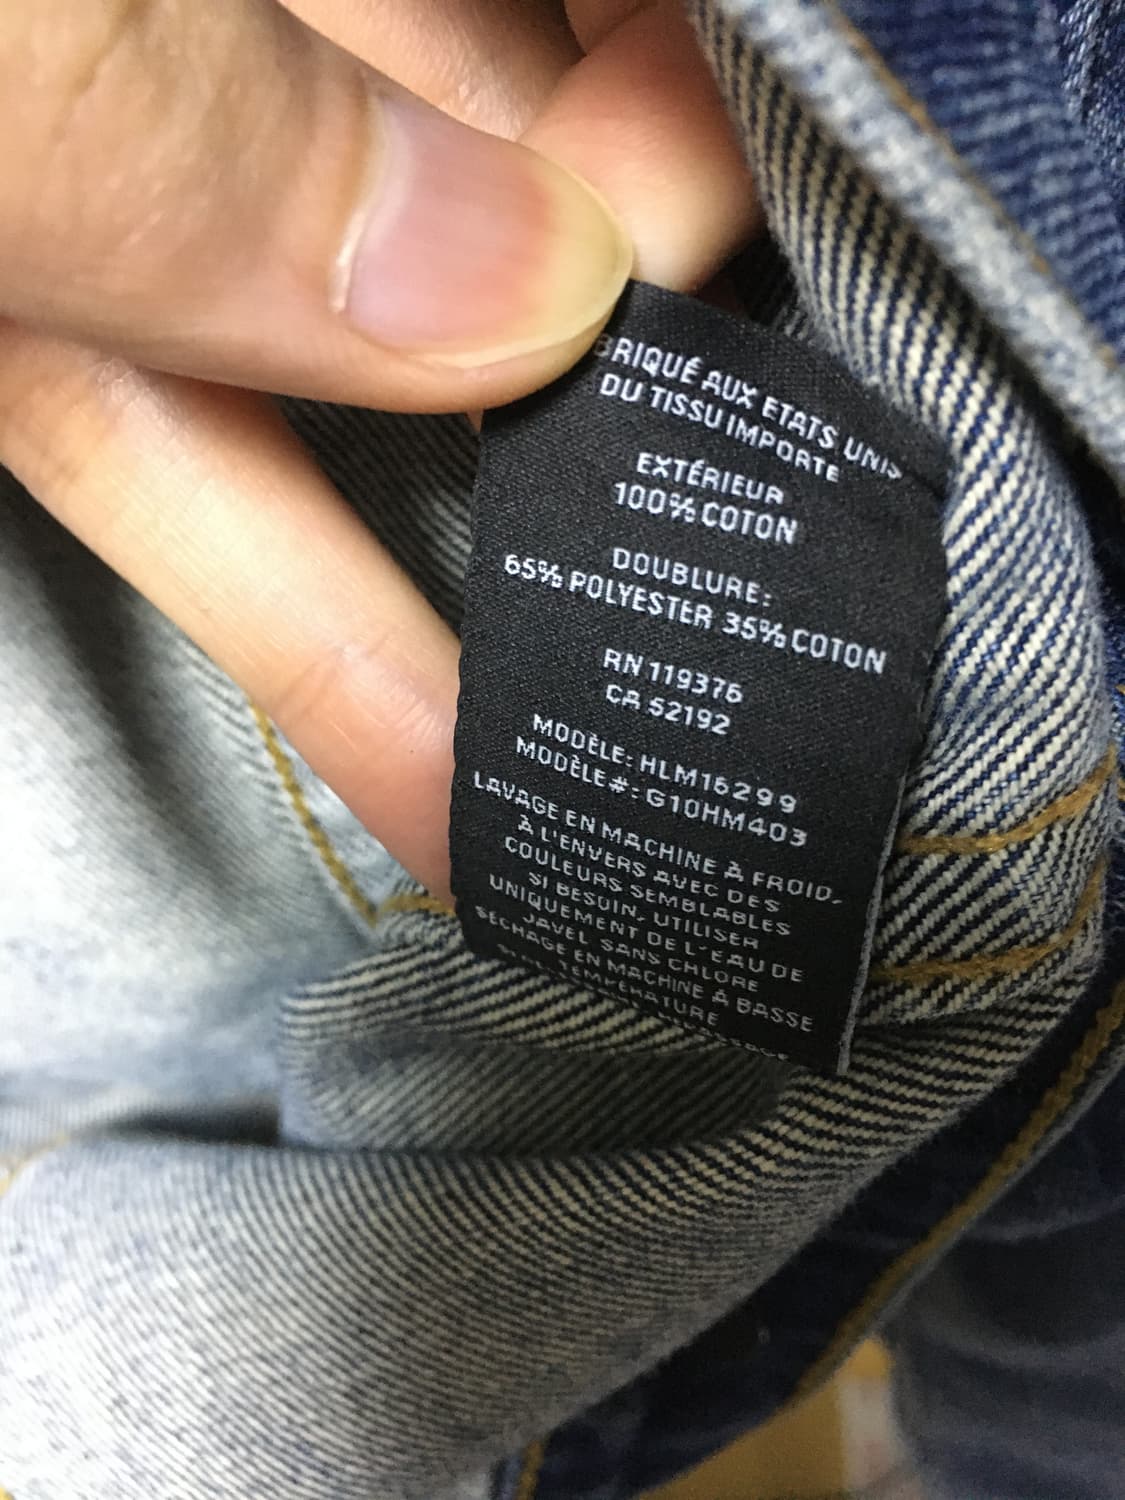 BRIQUÉ AUX ETATS UNIS
DU TISSU IMPORTE
EXTÉRIEUR
100% COTON
DOUBLURE:
65% POLYESTER 35% COTON
RN 119376
CA 52192
MODÈLE: HLM16299
MODÈLE#: G10HM403
LAVAGE EN MACHINE À FROID.
À L'ENVERS AVEC DES
COULEURS SEMBLABLES
SI BESOIN, UTILISER
UNIQUEMENT DE L'EAU DE
JAVEL SANS CHLORE
SÉCHAGE EN MACHINE À BASSE
TEMPÉRATURE